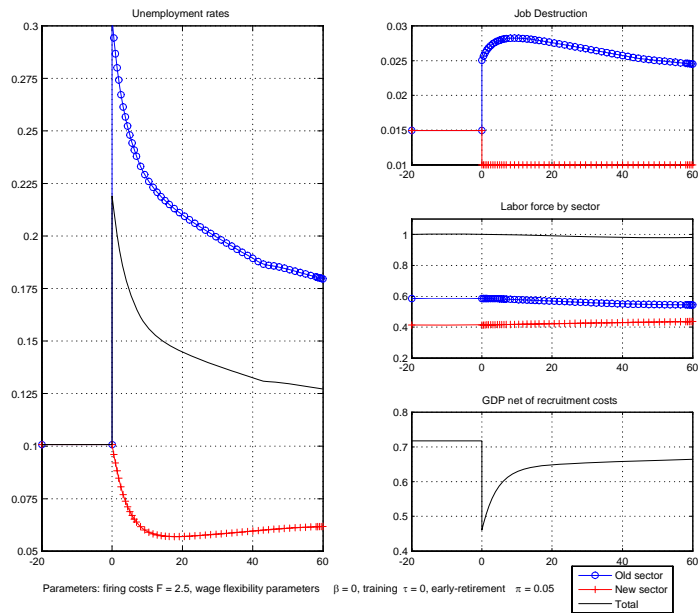 Unemployment rates
0.3
0.275
0.25
0.225
0.2
0.175
0.15
0.125
0.1
0.075
0.05
-20 0 20 40 60
Job Destruction
0.03
0.025
0.02
0.015
0.01
-20 0 20 40 60
Labor force by sector
1
0.8
0.6
0.4
0.2
-20 0 20 40 60
GDP net of recruitment costs
0.8
0.7
0.6
0.5
0.4
-20 0 20 40 60
Old sector
New sector
Total
Parameters: firing costs F = 2.5, wage flexibility parameters β = 0, training τ = 0, early-retirement π = 0.05